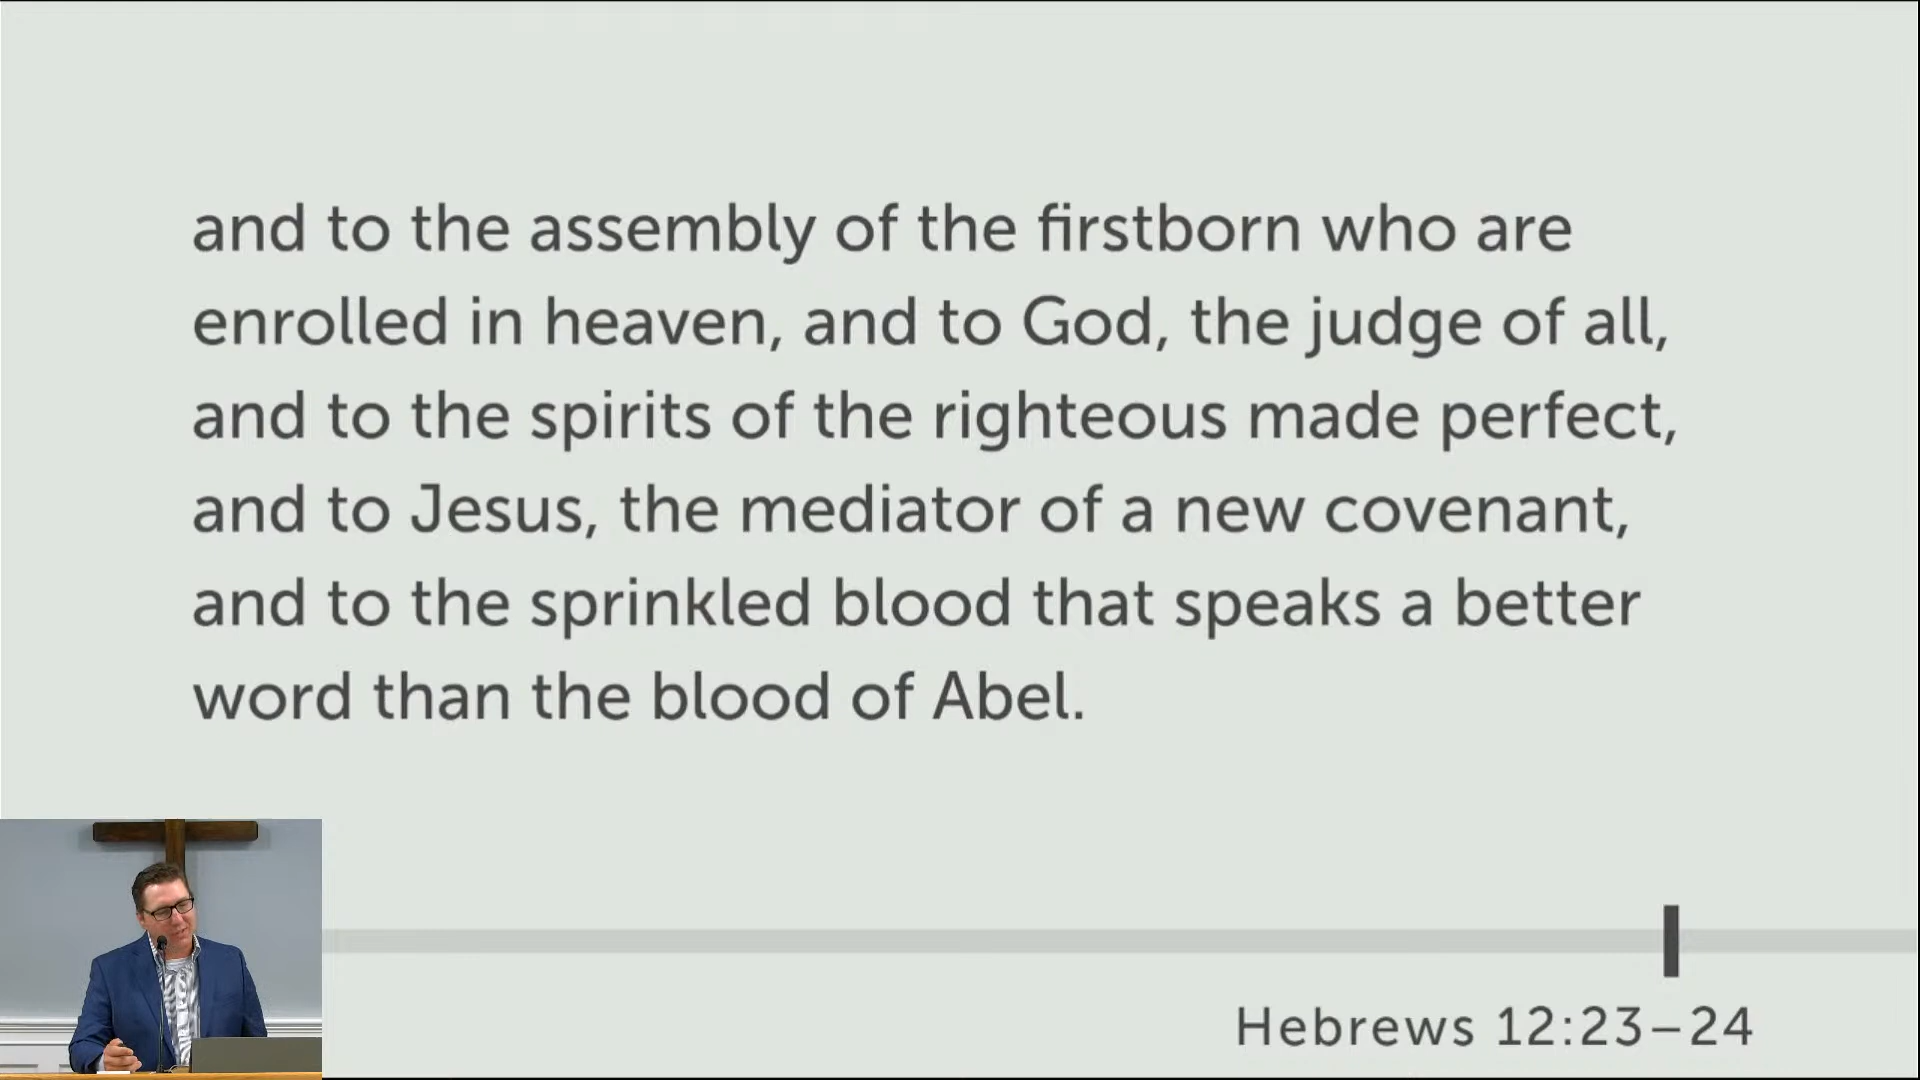 and to the assembly of the firstborn who are
enrolled in heaven, and to God, the judge of all,
and to the spirits of the righteous made perfect,
and to Jesus, the mediator of a new covenant,
and to the sprinkled blood that speaks a better
word than the blood of Abel.
Hebrews 12:23–24